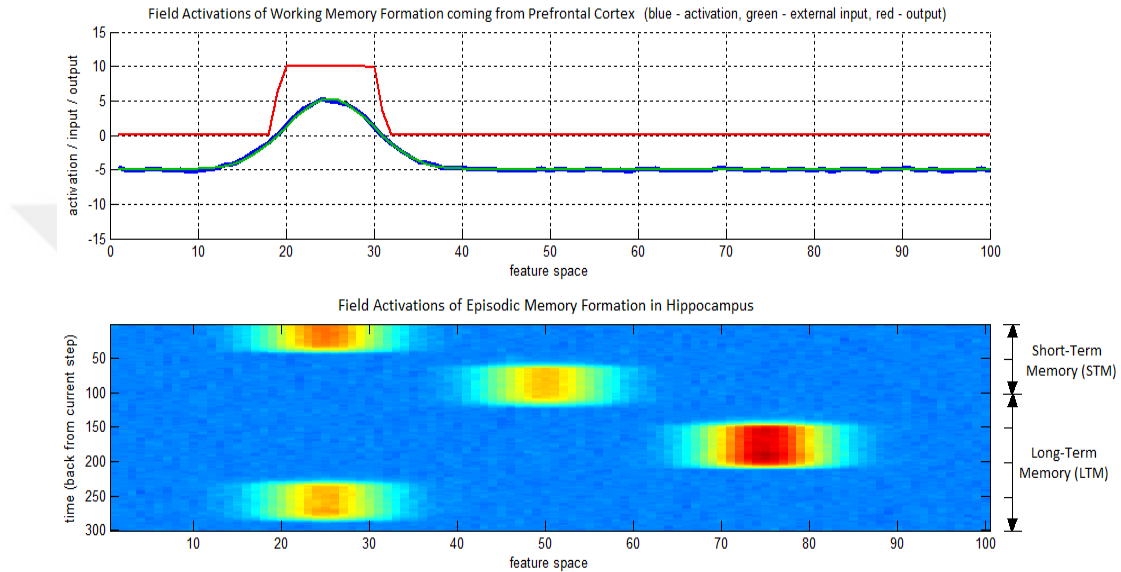 Field Activations of Working Memory Formation coming from Prefrontal Cortex (blue - activation, green - external input, red - output)
activation / input / output
15
10
5
0
-5
-10
-15
0 10 20 30 40 50 60 70 80 90 100
feature space
Field Activations of Episodic Memory Formation in Hippocampus
time (back from current step)
50
100
150
200
250
300
10 20 30 40 50 60 70 80 90 100
feature space
Short-Term
Memory (STM)
Long-Term
Memory (LTM)